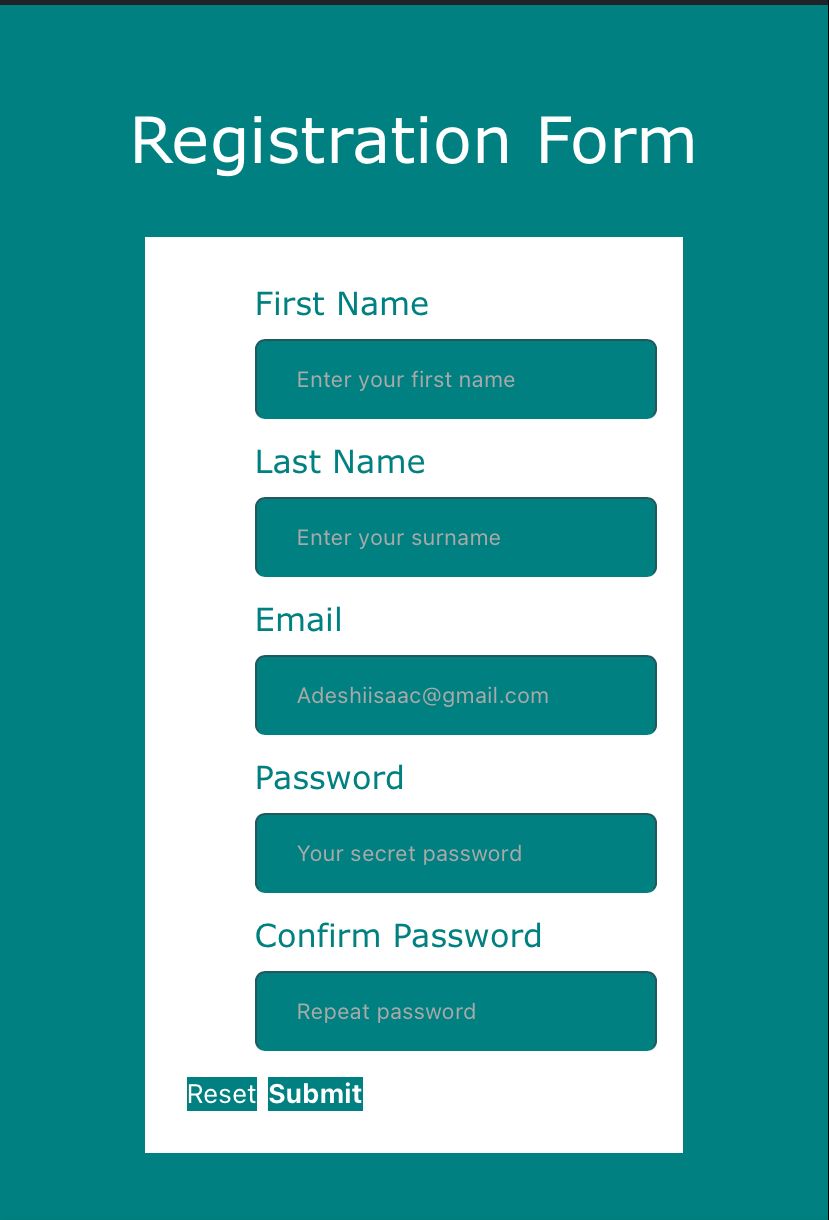 Registration Form
First Name
Enter your first name
Last Name
Enter your surname
Email
Adeshiisaac@gmail.com
Password
Your secret password
Confirm Password
Repeat password
Reset Submit